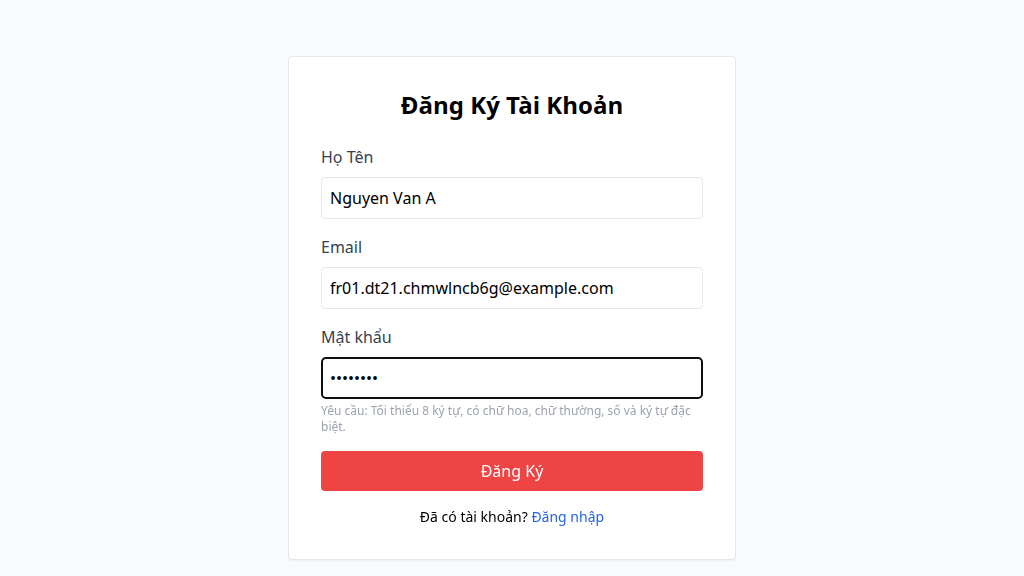 Đăng Ký Tài Khoản
Họ Tên
Nguyen Van A
Email
fr01.dt21.chmwlncb6g@example.com
Mật khẩu
••••••••
Yêu cầu: Tối thiểu 8 ký tự, có chữ hoa, chữ thường, số và ký tự đặc
biệt.
Đăng Ký
Đã có tài khoản? Đăng nhập